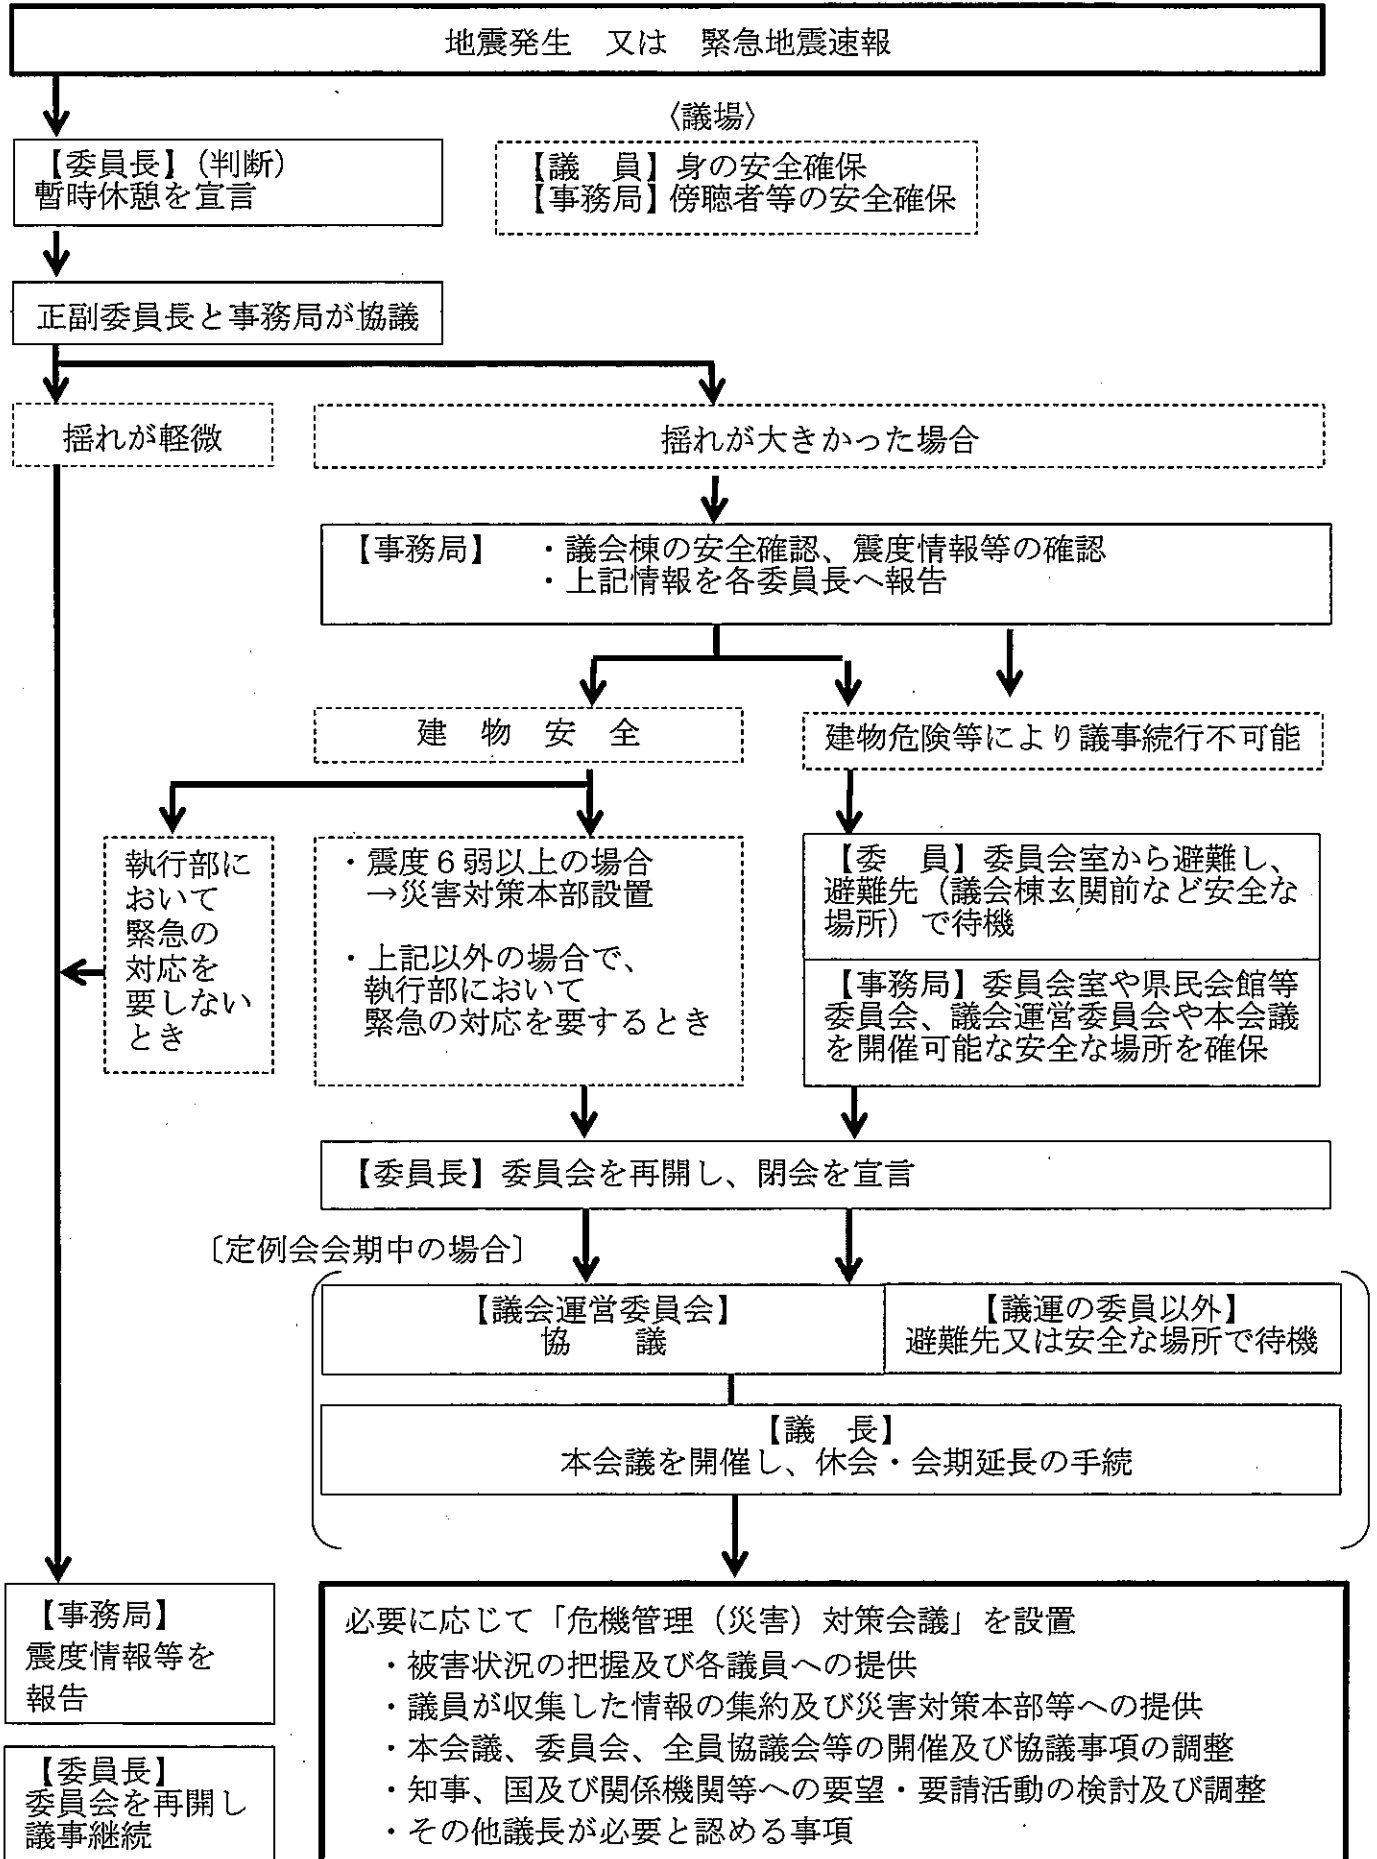 地震発生　又は　緊急地震速報
〈議場〉
【委員長】(判断)
暫時休憩を宣言
【議　員】身の安全確保
【事務局】傍聴者等の安全確保
正副委員長と事務局が協議
揺れが軽微
揺れが大きかった場合
【事務局】　・議会棟の安全確認、震度情報等の確認
・上記情報を各委員長へ報告
建　物　安　全
建物危険等により議事続行不可能
執行部に
おいて
緊急の
対応を
要しない
とき
・震度６弱以上の場合
→災害対策本部設置
・上記以外の場合で、
執行部において
緊急の対応を要するとき
【委　員】委員会室から避難し、
避難先（議会棟玄関前など安全な
場所）で待機
【事務局】委員会室や県民会館等
委員会、議会運営委員会や本会議
を開催可能な安全な場所を確保
【委員長】委員会を再開し、閉会を宣言
〔定例会会期中の場合〕
【議会運営委員会】
協　　議
【議運の委員以外】
避難先又は安全な場所で待機
【議　長】
本会議を開催し、休会・会期延長の手続
【事務局】
震度情報等を
報告
【委員長】
委員会を再開し
議事継続
必要に応じて「危機管理（災害）対策会議」を設置
・被害状況の把握及び各議員への提供
・議員が収集した情報の集約及び災害対策本部等への提供
・本会議、委員会、全員協議会等の開催及び協議事項の調整
・知事、国及び関係機関等への要望・要請活動の検討及び調整
・その他議長が必要と認める事項